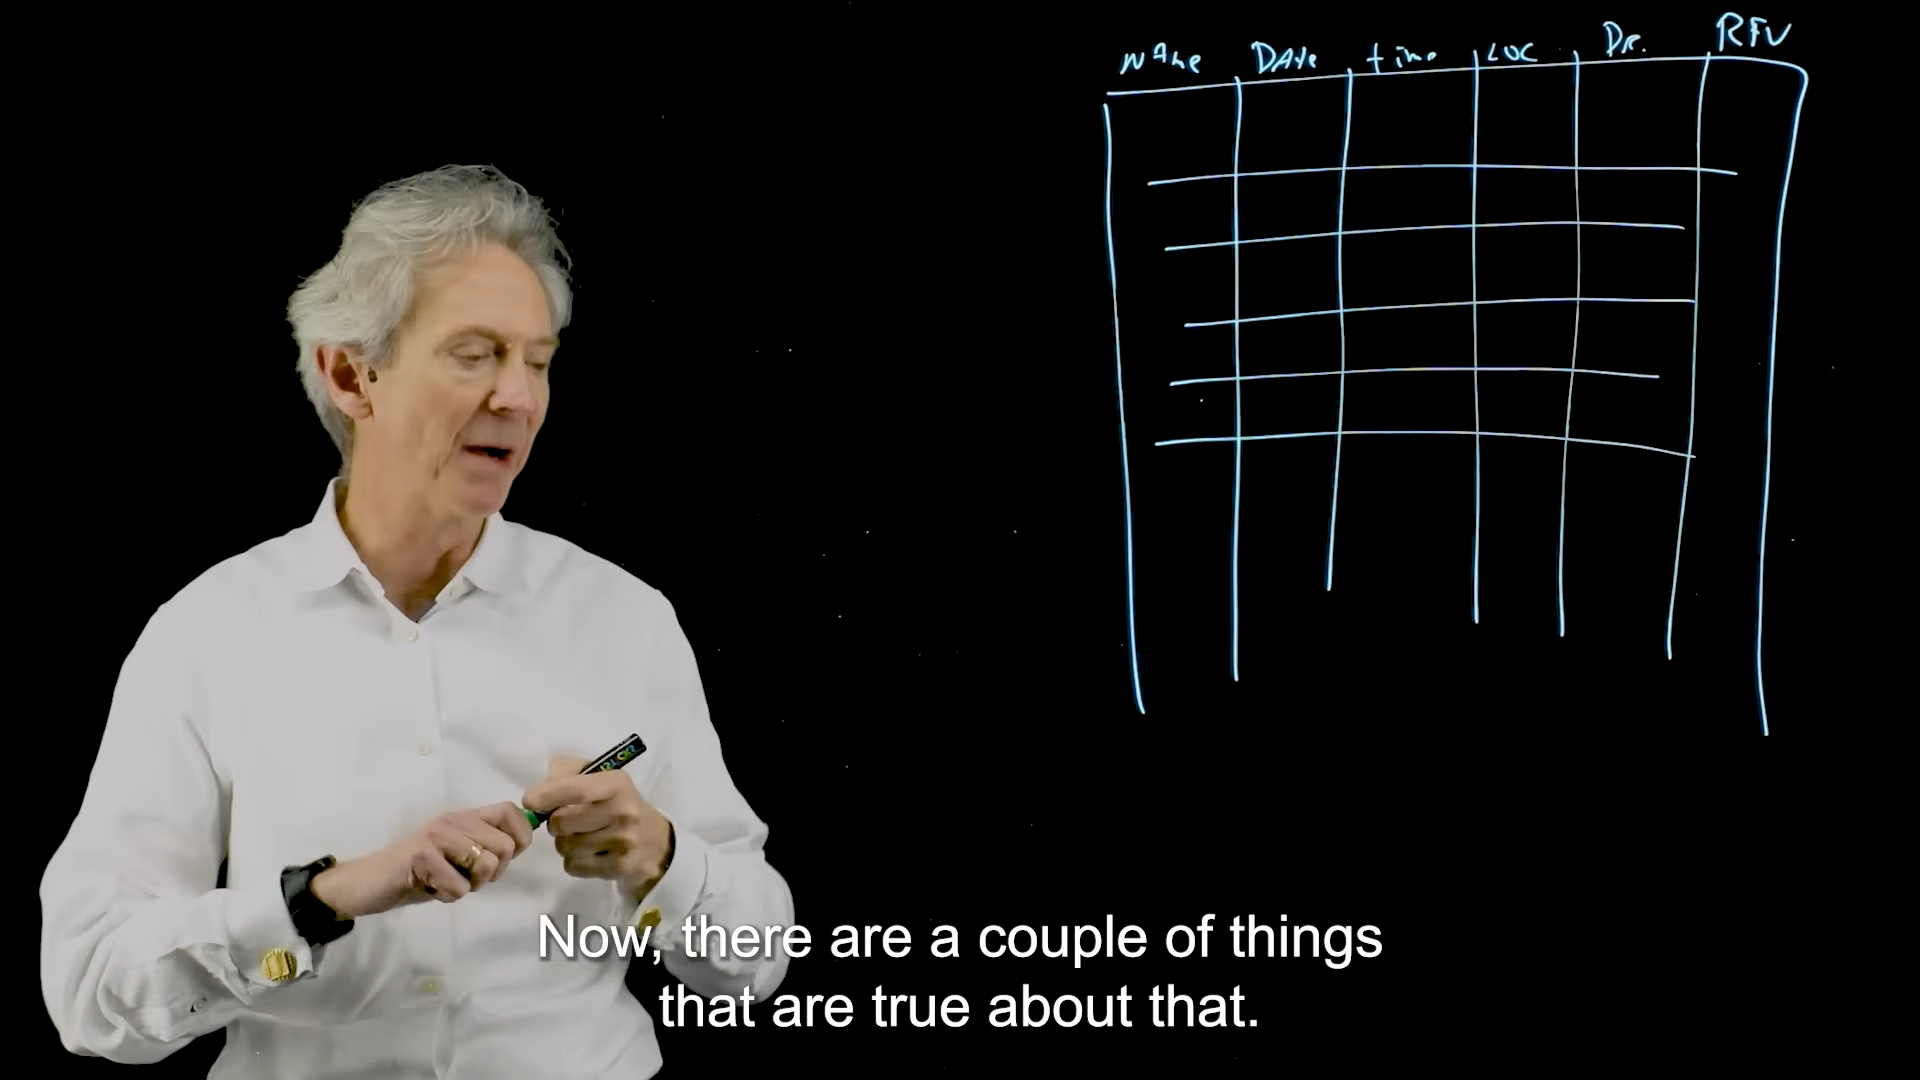 Name Date time LOC Dr. RFV
Now, there are a couple of things
that are true about that.